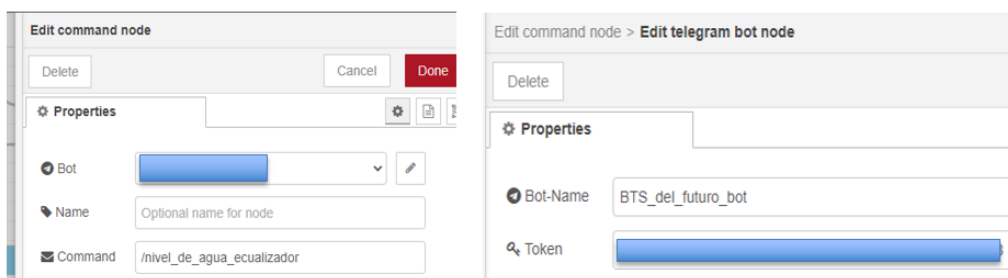 Edit command node
Delete
Cancel
Done
Properties
Bot
Name
Optional name for node
Command
/nivel_de_agua_ecualizador
Edit command node > Edit telegram bot node
Delete
Properties
Bot-Name
BTS_del_futuro_bot
Token